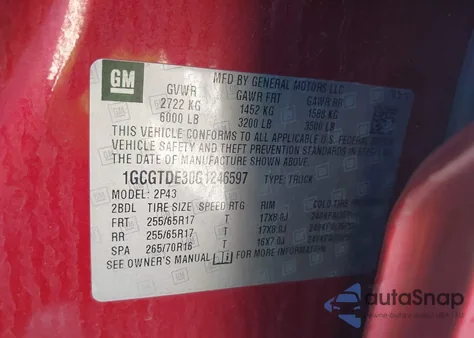 GM
MFD BY GENERAL MOTORS LLC
GVWR GAWR FRT GAWR RR
2722 KG 1452 KG 1588 KG
6000 LB 3200 LB 3500 LB
THIS VEHICLE CONFORMS TO ALL APPLICABLE U.S. FEDERAL
VEHICLE SAFETY AND THEFT PREVENTION STANDARDS
IN EFFECT ON THE DATE OF MANUFACTURE SHOWN ABOVE.
1GCGTDE30G1246597 TYPE: TRUCK
MODEL: 2P43
2BDL TIRE SIZE SPEED RTG RIM COLD TIRE
FRT 255/65R17 T 17X8.0J
RR 255/65R17 T 17X8.0J
SPA 265/70R16 T 16X7.0J
SEE OWNER'S MANUAL FOR ADDITIONAL INFORMATION
autaSnap